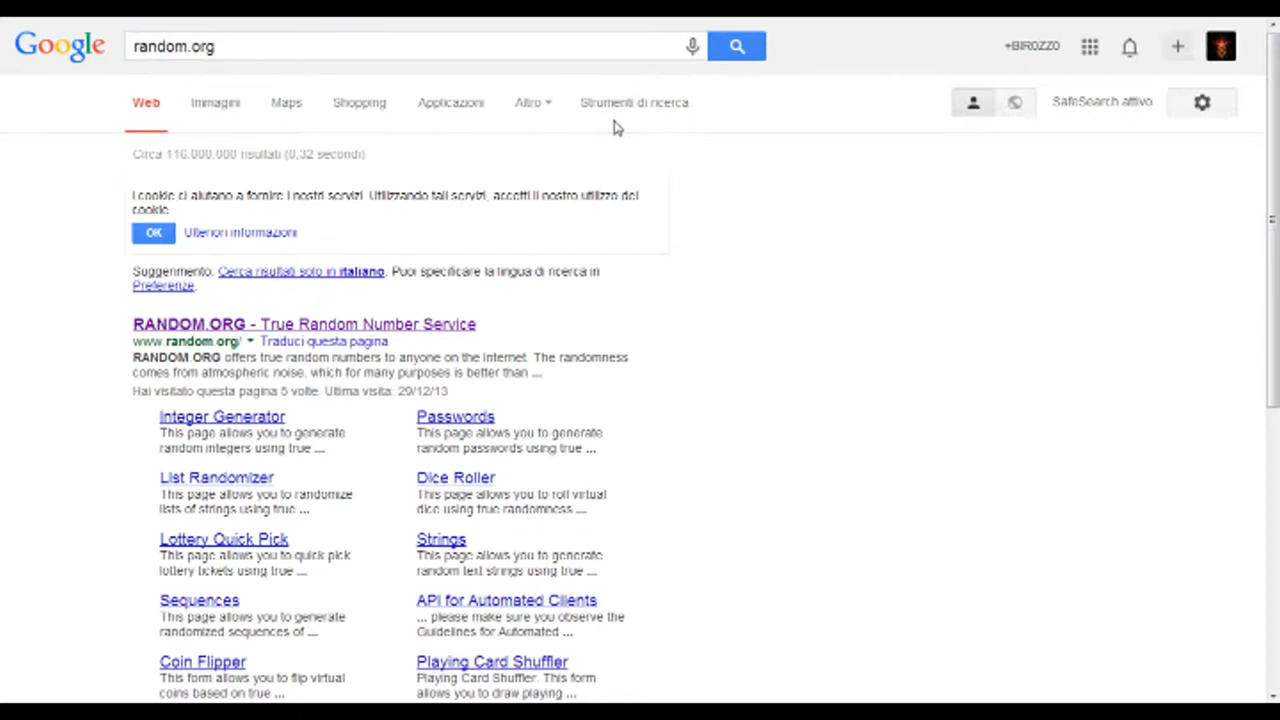 Google
random.org
+BIROZZO
Web Immagini Maps Shopping Applicazioni Altro Strumenti di ricerca SafeSearch attivo
Circa 116.000.000 risultati (0,32 secondi)
I cookie ci aiutano a fornire i nostri servizi. Utilizzando tali servizi, accetti il nostro utilizzo dei
cookie.
OK Ulteriori informazioni
Suggerimento: Cerca risultati solo in italiano. Puoi specificare la lingua di ricerca in
Preferenze.
RANDOM.ORG - True Random Number Service
www.random.org/ Traduci questa pagina
RANDOM.ORG offers true random numbers to anyone on the Internet. The randomness
comes from atmospheric noise, which for many purposes is better than ...
Hai visitato questa pagina 5 volte. Ultima visita: 29/12/13
Integer Generator
This page allows you to generate
random integers using true ...
Passwords
This page allows you to generate
random passwords using true ...
List Randomizer
This page allows you to randomize
lists of strings using true ...
Dice Roller
This page allows you to roll virtual
dice using true randomness ...
Lottery Quick Pick
This page allows you to quick pick
lottery tickets using true ...
Strings
This page allows you to generate
random text strings using true ...
Sequences
This page allows you to generate
randomized sequences of ...
API for Automated Clients
... please make sure you observe the
Guidelines for Automated ...
Coin Flipper
This form allows you to flip virtual
coins based on true ...
Playing Card Shuffler
Playing Card Shuffler. This form
allows you to draw playing ...